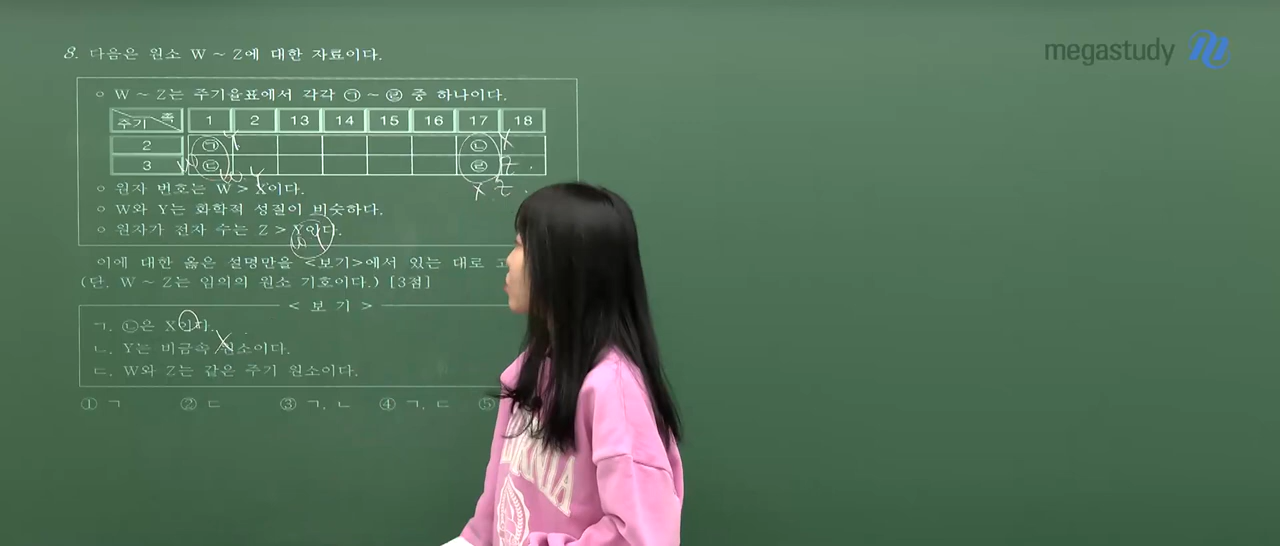 megastudy
8. 다음은 원소 W ~ Z에 대한 자료이다.
○ W ~ Z는 주기율표에서 각각 ㉠ ~ ㉣ 중 하나이다.
주기 족 1 2 13 14 15 16 17 18
2 ㉠ Y ㉡ X
3 W ㉢ ㉣ Z
W Y X Z
○ 원자 번호는 W > X이다.
○ W와 Y는 화학적 성질이 비슷하다.
○ 원자가 전자 수는 Z > Y이다.
W Y
이에 대한 옳은 설명만을 <보기>에서 있는 대로 고
(단, W ~ Z는 임의의 원소 기호이다.) [3점]
< 보 기 >
ㄱ. ㉡은 X이다.
ㄴ. Y는 비금속 원소이다.
ㄷ. W와 Z는 같은 주기 원소이다.
① ㄱ ② ㄷ ③ ㄱ, ㄴ ④ ㄱ, ㄷ ⑤